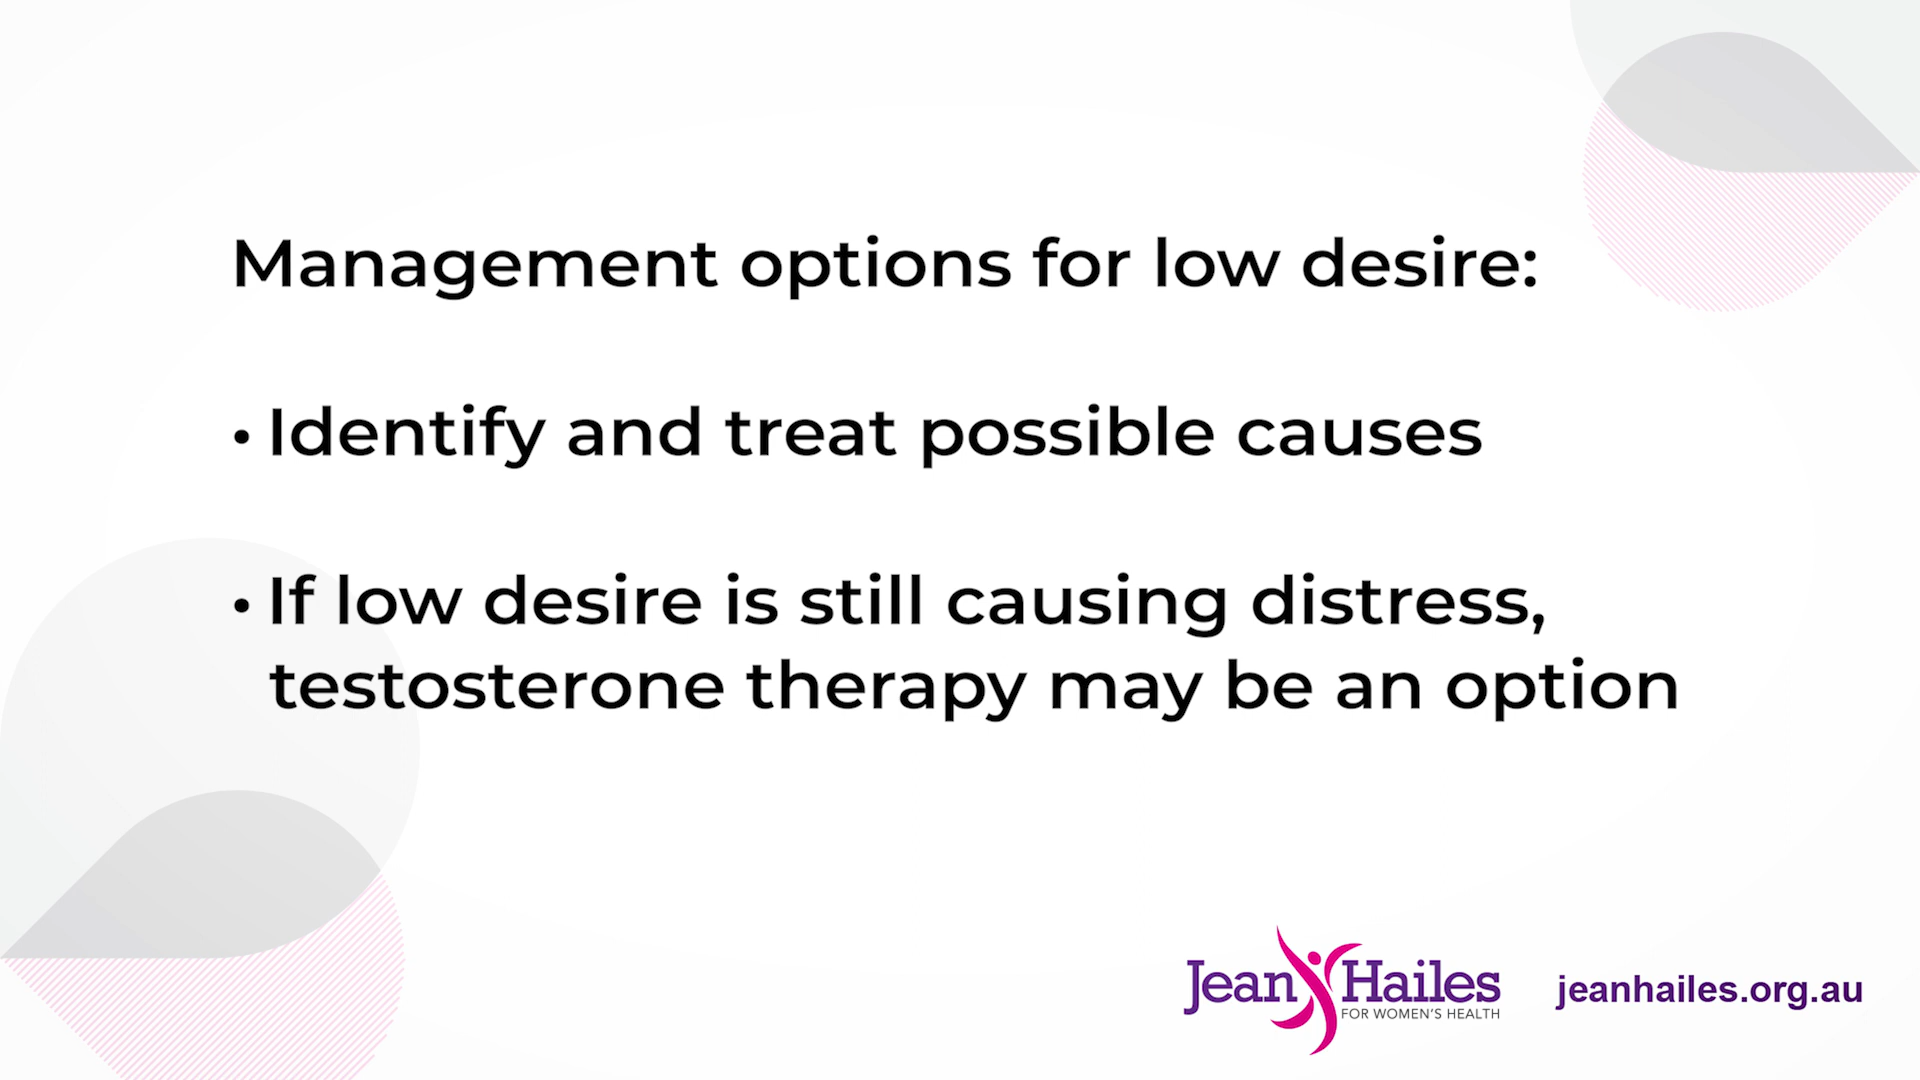 Management options for low desire:
• Identify and treat possible causes
• If low desire is still causing distress,
testosterone therapy may be an option
Jean Hailes
FOR WOMEN'S HEALTH
jeanhailes.org.au